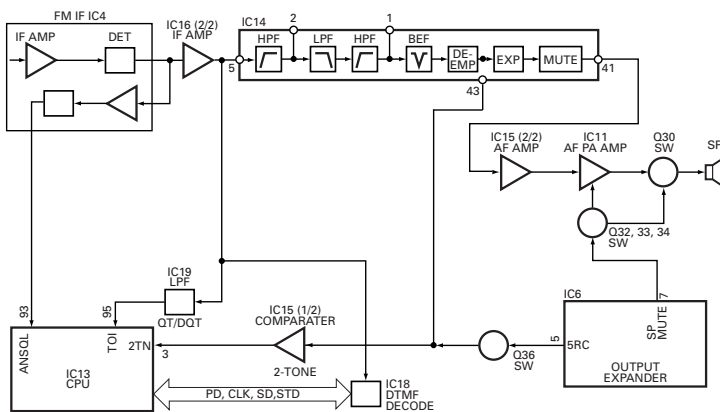 FM IF IC4
IF AMP
DET
IC16 (2/2)
IF AMP
IC14
2
1
HPF
LPF
HPF
BEF
DE-
EMP
EXP
MUTE
5
41
43
IC15 (2/2)
AF AMP
IC11
AF PA AMP
Q30
SW
SP
Q32, 33, 34
SW
IC19
LPF
QT/DQT
93
95
ANSQL
TOI
2TN
3
IC13
CPU
IC15 (1/2)
COMPARATER
2-TONE
PD, CLK, SD,STD
IC18
DTMF
DECODE
Q36
SW
IC6
7
SP
MUTE
5
5RC
OUTPUT
EXPANDER